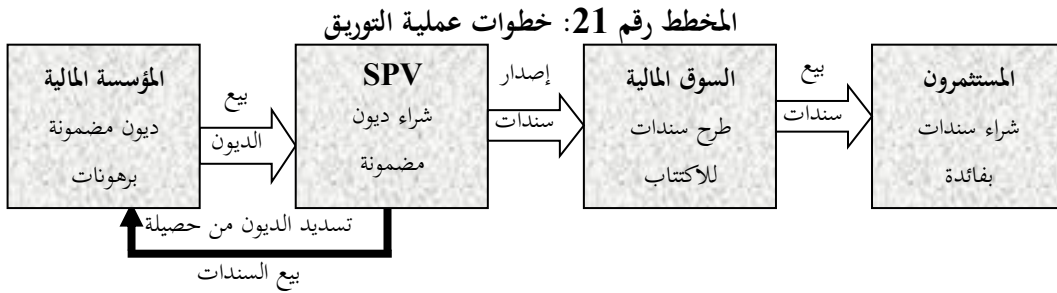 المخطط رقم 21: خطوات عملية التوريق
المؤسسة المالية
ديون مضمونة
برهونات
بيع
الديون
SPV
شراء ديون
مضمونة
إصدار
سندات
السوق المالية
طرح سندات
للاكتتاب
بيع
سندات
المستثمرون
شراء سندات
بفائدة
تسديد الديون من حصيلة
بيع السندات